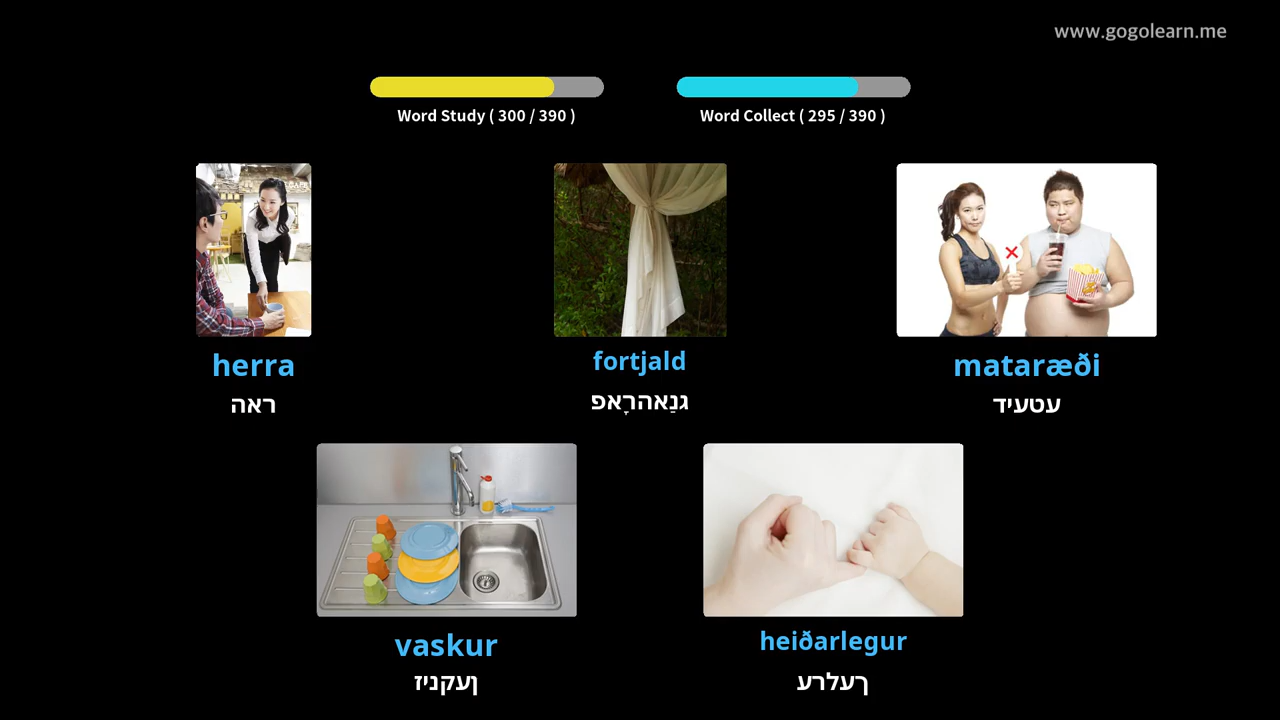 www.gogolearn.me
Word Study ( 300 / 390 )
Word Collect ( 295 / 390 )
herra
ראה
fortjald
גנַאהרָאפ
mataræði
עטעיד
vaskur
ןעקניז
heiðarlegur
ךעלרע